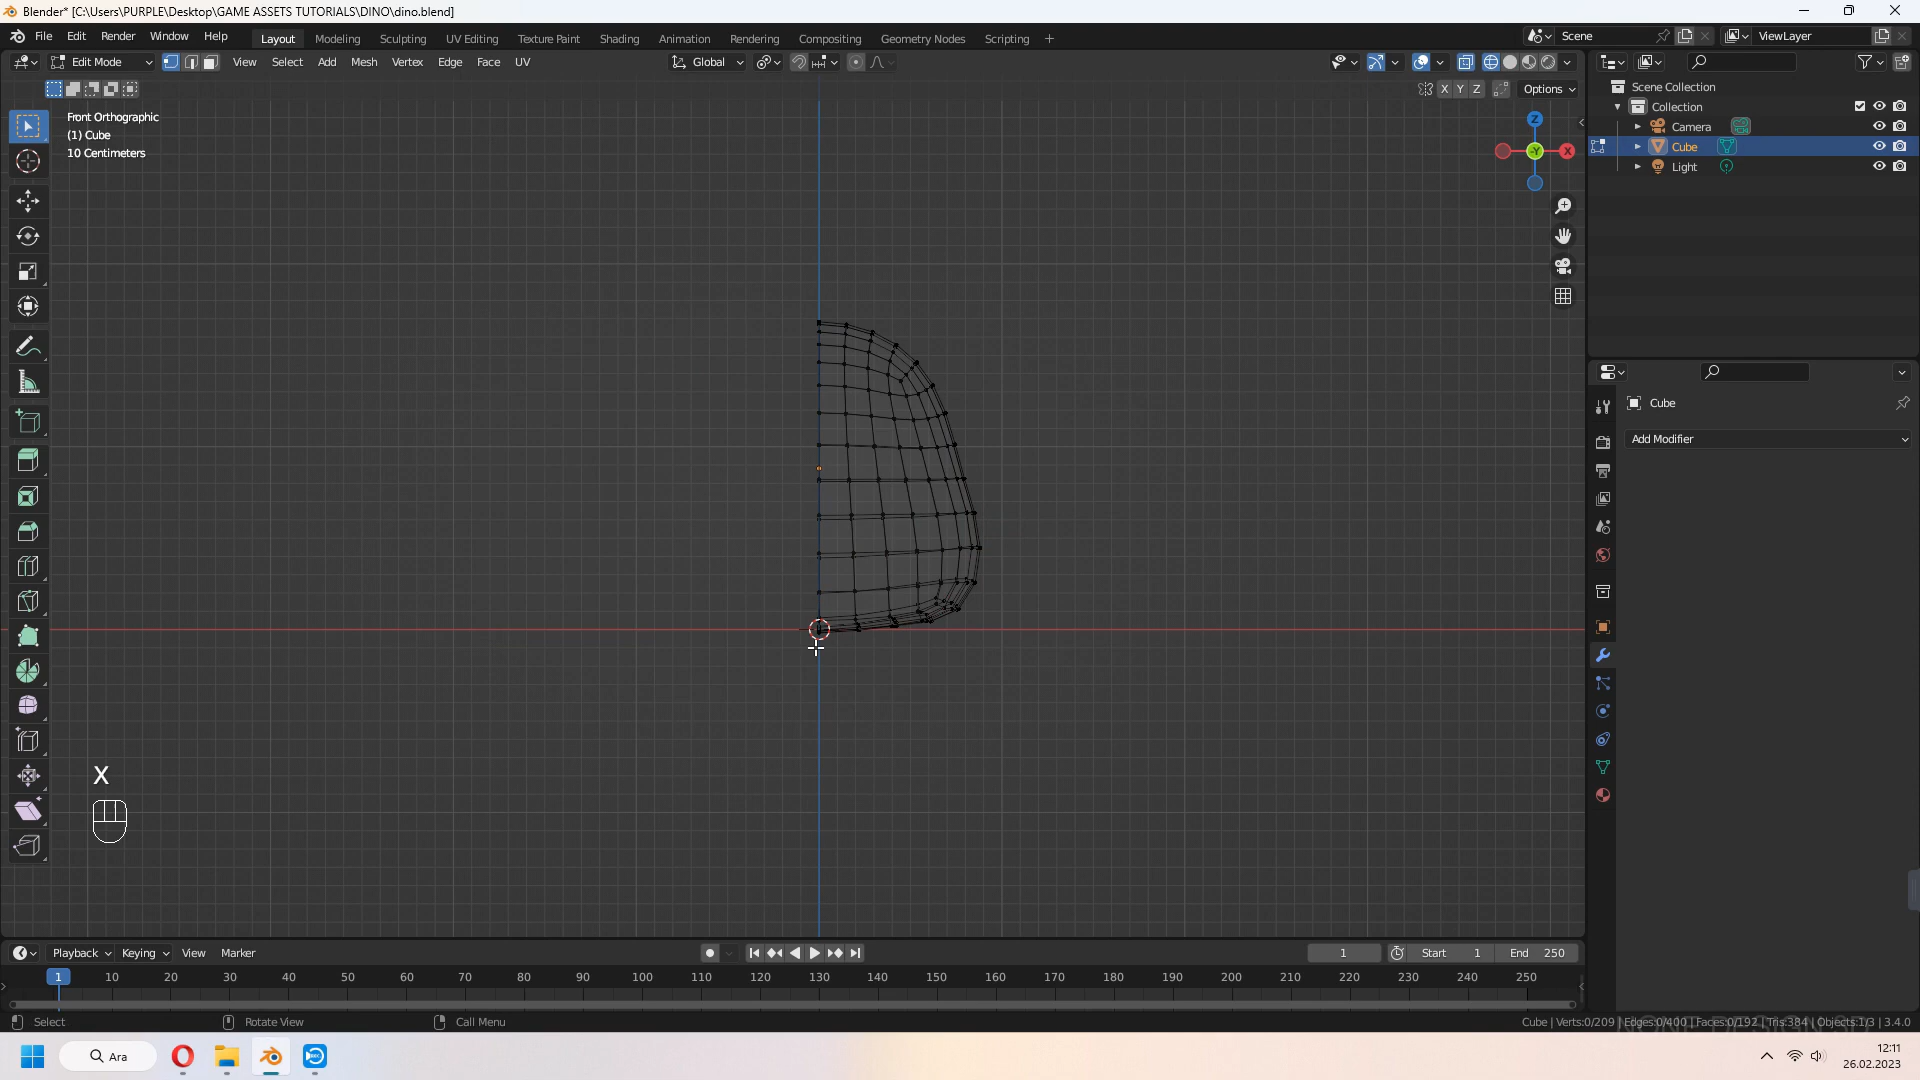 Blender* [C:\Users\PURPLE\Desktop\GAME ASSETS TUTORIALS\DINO\dino.blend]
File Edit Render Window Help Layout Modeling Sculpting UV Editing Texture Paint Shading Animation Rendering Compositing Geometry Nodes Scripting + Scene ViewLayer
Edit Mode View Select Add Mesh Vertex Edge Face UV Global
X Y Z Options
Scene Collection
Collection
Camera
Cube
Light
Front Orthographic
(1) Cube
10 Centimeters
Z
-Y X
Cube
Add Modifier
X
Playback Keying View Marker 1 Start 1 End 250
1 10 20 30 40 50 60 70 80 90 100 110 120 130 140 150 160 170 180 190 200 210 220 230 240 250
Select Rotate View Call Menu Cube | Verts:0/209 | Edges:0/400 | Faces:0/192 | Tris:384 | Objects:1/3 | 3.4.0
NONE DESIGN 3D
Ara
12:11
26.02.2023